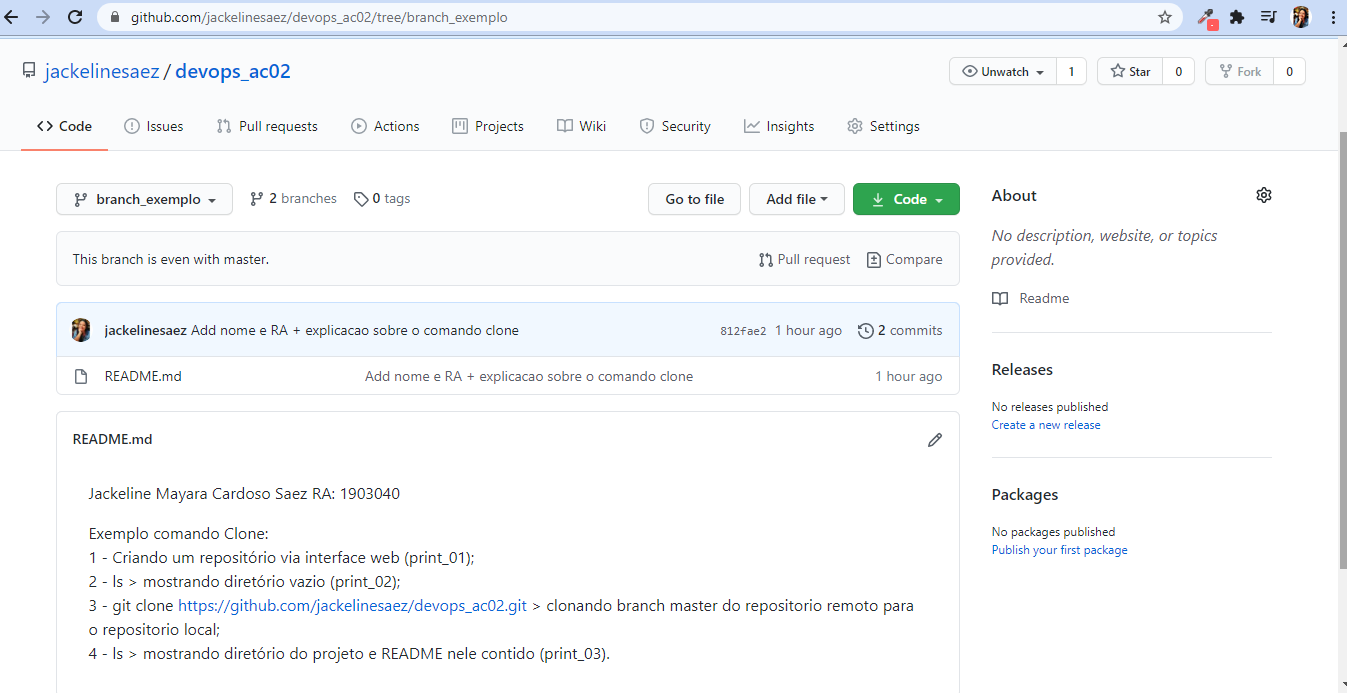 github.com/jackelinesaez/devops_ac02/tree/branch_exemplo
jackelinesaez / devops_ac02
Unwatch 1 Star 0 Fork 0
Code Issues Pull requests Actions Projects Wiki Security Insights Settings
branch_exemplo 2 branches 0 tags Go to file Add file Code
This branch is even with master. Pull request Compare
jackelinesaez Add nome e RA + explicacao sobre o comando clone 812fae2 1 hour ago 2 commits
README.md Add nome e RA + explicacao sobre o comando clone 1 hour ago
README.md
Jackeline Mayara Cardoso Saez RA: 1903040
Exemplo comando Clone:
1 - Criando um repositório via interface web (print_01);
2 - ls > mostrando diretório vazio (print_02);
3 - git clone https://github.com/jackelinesaez/devops_ac02.git > clonando branch master do repositorio remoto para
o repositorio local;
4 - ls > mostrando diretório do projeto e README nele contido (print_03).
About
No description, website, or topics
provided.
Readme
Releases
No releases published
Create a new release
Packages
No packages published
Publish your first package